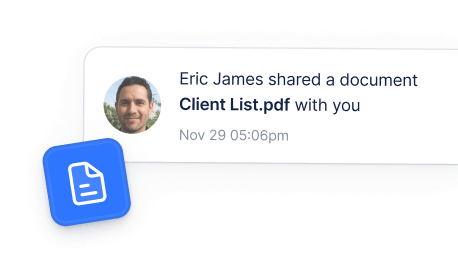 Eric James shared a document
Client List.pdf with you
Nov 29 05:06pm